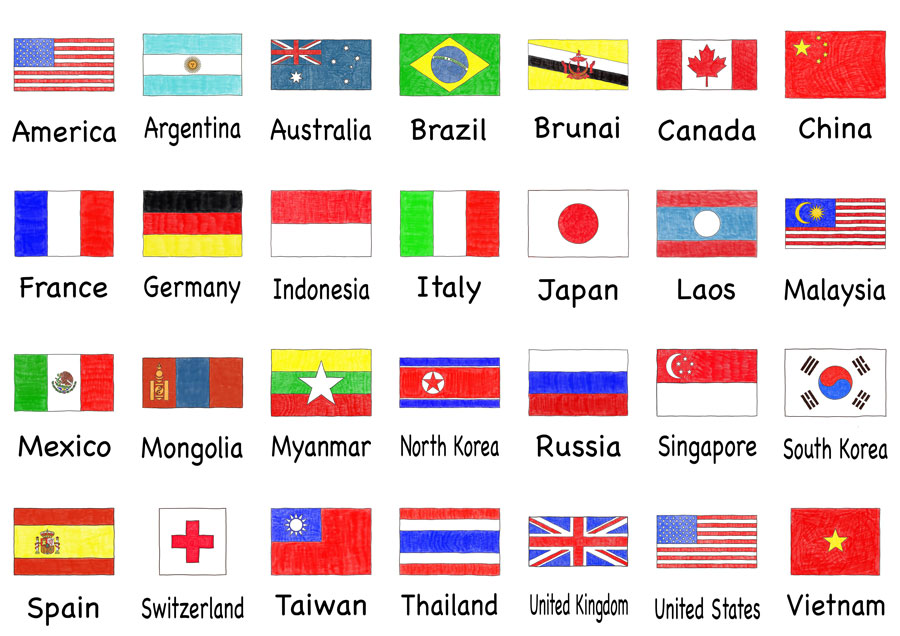 America Argentina Australia Brazil Brunai Canada China
France Germany Indonesia Italy Japan Laos Malaysia
Mexico Mongolia Myanmar North Korea Russia Singapore South Korea
Spain Switzerland Taiwan Thailand United Kingdom United States Vietnam